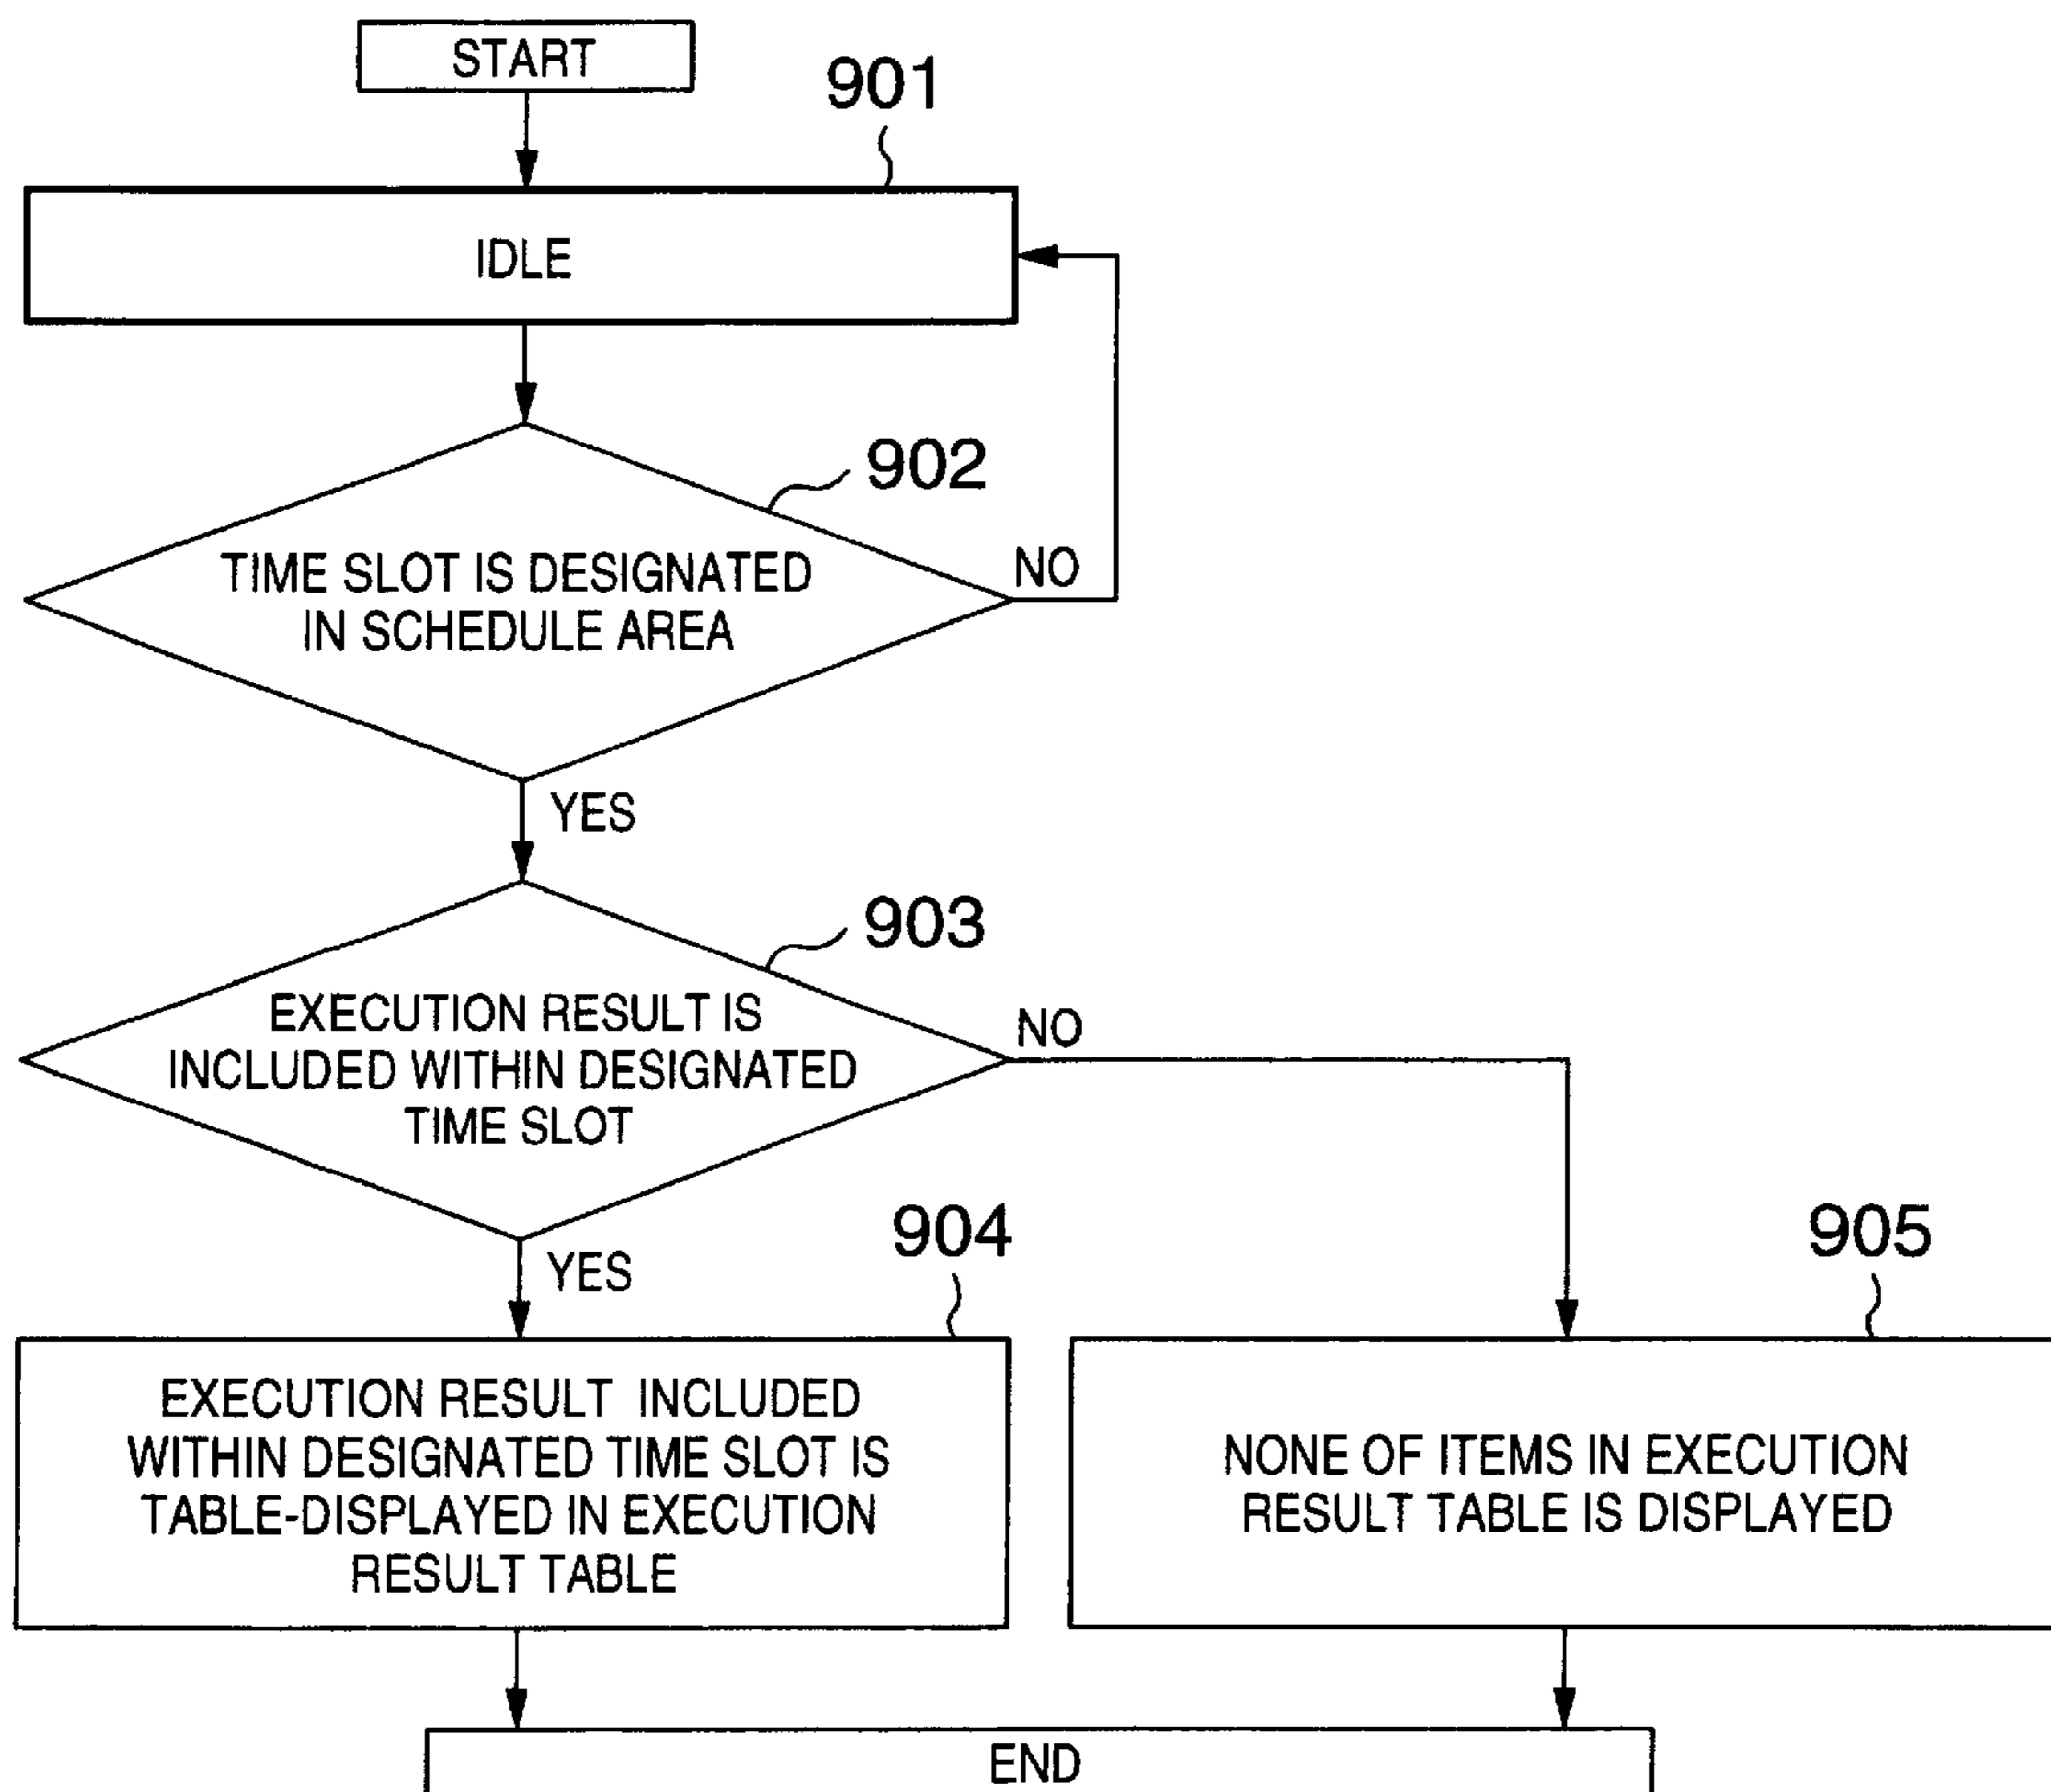 START
901
IDLE
902
TIME SLOT IS DESIGNATED
IN SCHEDULE AREA
NO
YES
903
EXECUTION RESULT IS
INCLUDED WITHIN DESIGNATED
TIME SLOT
NO
YES
904
EXECUTION RESULT INCLUDED
WITHIN DESIGNATED TIME SLOT IS
TABLE-DISPLAYED IN EXECUTION
RESULT TABLE
905
NONE OF ITEMS IN EXECUTION
RESULT TABLE IS DISPLAYED
END